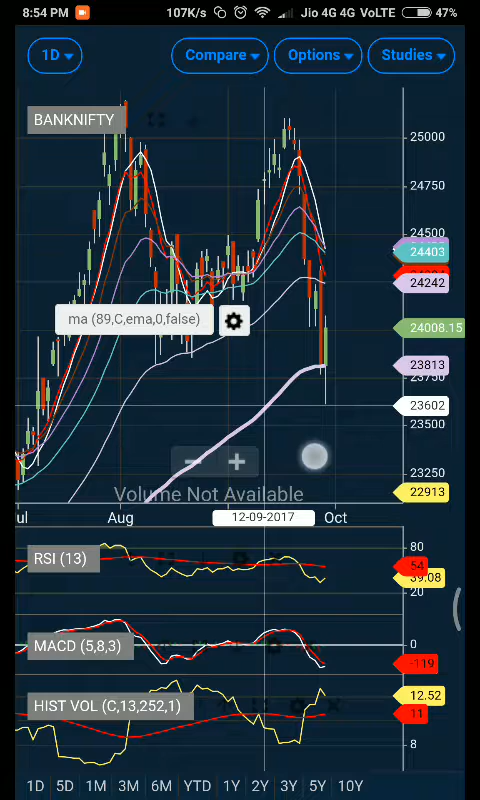 8:54 PM 107K/s Jio 4G 4G VoLTE 47%
1D Compare Options Studies
BANKNIFTY
25000
24750
24500
24403
24242
ma (89,C,ema,0,false)
24008.15
23813
23750
23602
23500
23250
22913
Volume Not Available
Jul Aug 12-09-2017 Oct
RSI (13)
80
54
39.08
20
MACD (5,8,3)
0
-119
HIST VOL (C,13,252,1)
12.52
11
8
1D 5D 1M 3M 6M YTD 1Y 2Y 3Y 5Y 10Y